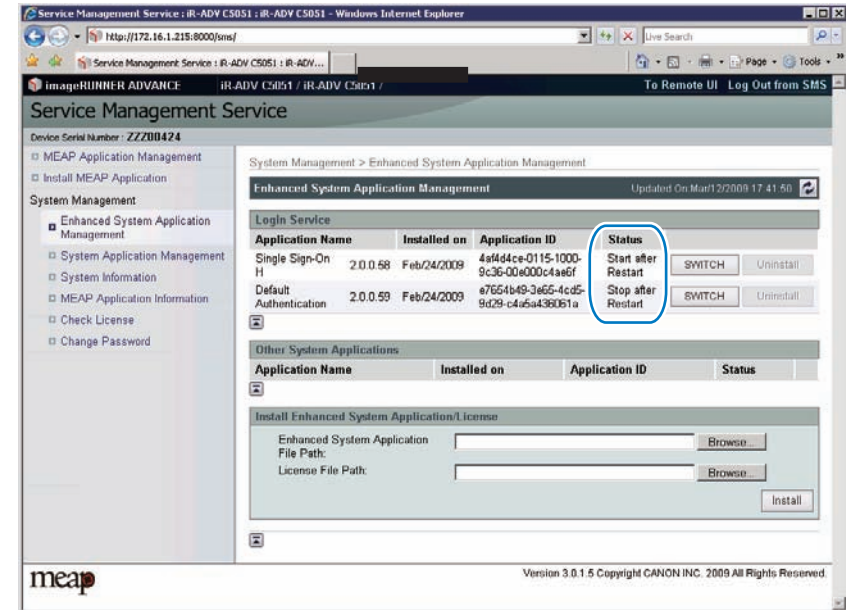 Service Management Service : iR-ADV C5051 : iR-ADV C5051 - Windows Internet Explorer
http://172.16.1.215:8000/sms/
Live Search
Service Management Service : iR-ADV C5051 : iR-ADV...
Page
Tools
imageRUNNER ADVANCE iR-ADV C5051 / iR-ADV C5051 /
To Remote UI Log Out from SMS
Service Management Service
Device Serial Number : ZZZ00424
MEAP Application Management
Install MEAP Application
System Management
Enhanced System Application
Management
System Application Management
System Information
MEAP Application Information
Check License
Change Password
System Management > Enhanced System Application Management
Enhanced System Application Management Updated On Mar/12/2009 17:41:50
Login Service
Application Name Installed on Application ID Status
Single Sign-On
H 2.0.0.58 Feb/24/2009 4af4d4ce-0115-1000-
9c36-00e000c4ae6f Start after
Restart SWITCH Uninstall
Default
Authentication 2.0.0.59 Feb/24/2009 e7654b49-3e65-4cd5-
9d29-c4a5a436061a Stop after
Restart SWITCH Uninstall
Other System Applications
Application Name Installed on Application ID Status
Install Enhanced System Application/License
Enhanced System Application
File Path: Browse...
License File Path: Browse...
Install
meap
Version 3.0.1.5 Copyright CANON INC. 2009 All Rights Reserved.